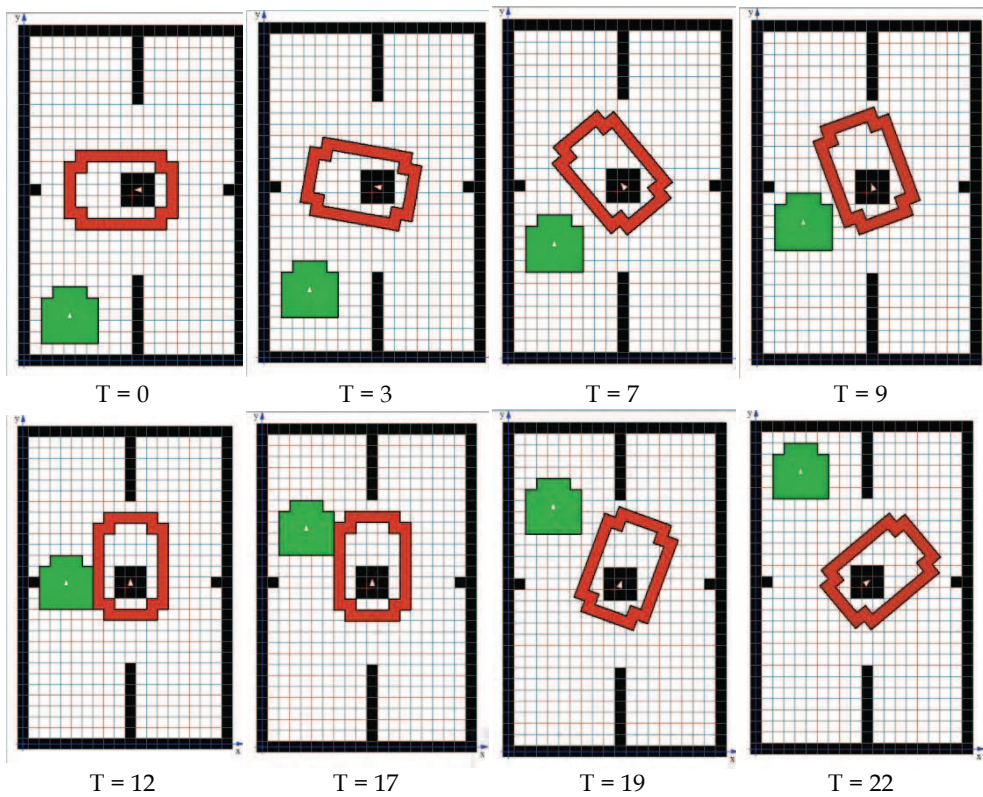 y y y y
T = 0 T = 3 T = 7 T = 9
y y y y
x x x x
T = 12 T = 17 T = 19 T = 22